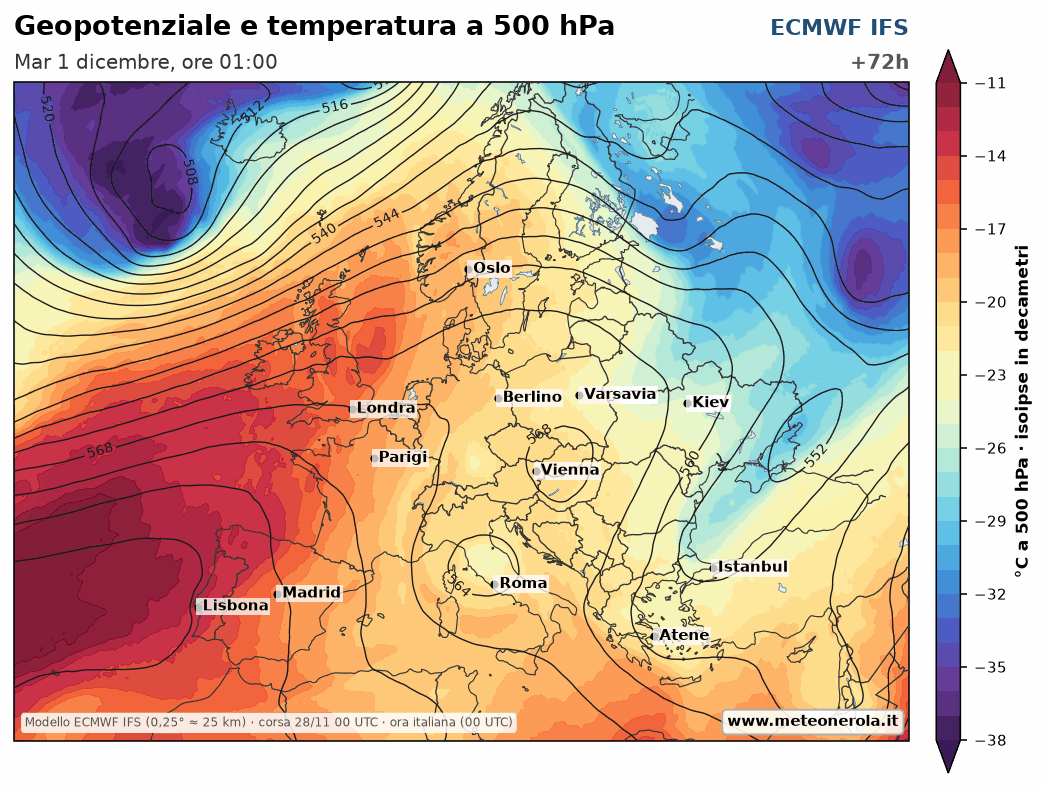 Geopotenziale e temperatura a 500 hPa
ECMWF IFS
Mar 1 dicembre, ore 01:00
+72h
520
512
516
508
544
540
568
568
560
552
564
Oslo
Londra
Berlino
Varsavia
Kiev
Parigi
Vienna
Istanbul
Roma
Madrid
Lisbona
Atene
Modello ECMWF IFS (0,25° ≈ 25 km) · corsa 28/11 00 UTC · ora italiana (00 UTC)
www.meteonerola.it
−11
−14
−17
−20
−23
−26
−29
−32
−35
−38
°C a 500 hPa · isoipse in decametri